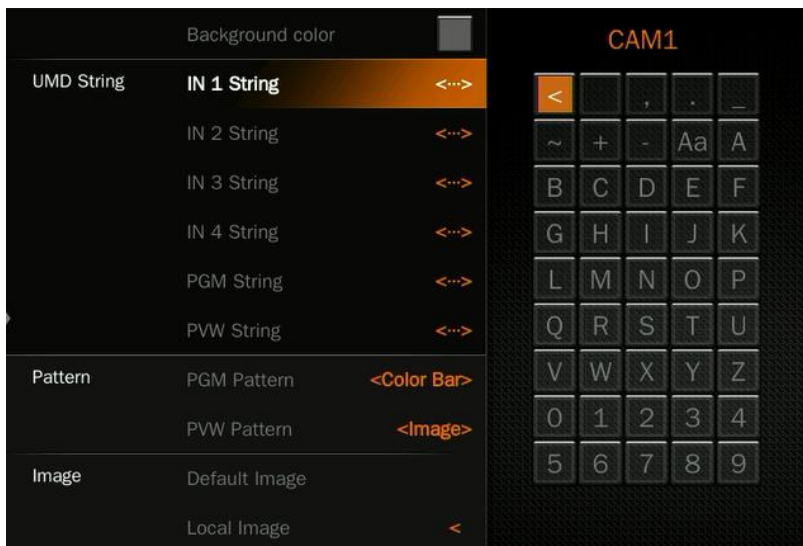 Background color
UMD String IN 1 String <···>
IN 2 String <···>
IN 3 String <···>
IN 4 String <···>
PGM String <···>
PVW String <···>
Pattern PGM Pattern <Color Bar>
PVW Pattern <Image>
Image Default Image
Local Image <
CAM1
< , . _
~ + - Aa A
B C D E F
G H I J K
L M N O P
Q R S T U
V W X Y Z
0 1 2 3 4
5 6 7 8 9